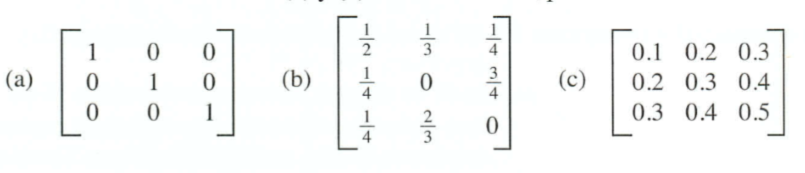 (a) [1 0 0
0 1 0
0 0 1]
(b) [1/2 1/3 1/4
1/4 0 3/4
1/4 2/3 0]
(c) [0.1 0.2 0.3
0.2 0.3 0.4
0.3 0.4 0.5]